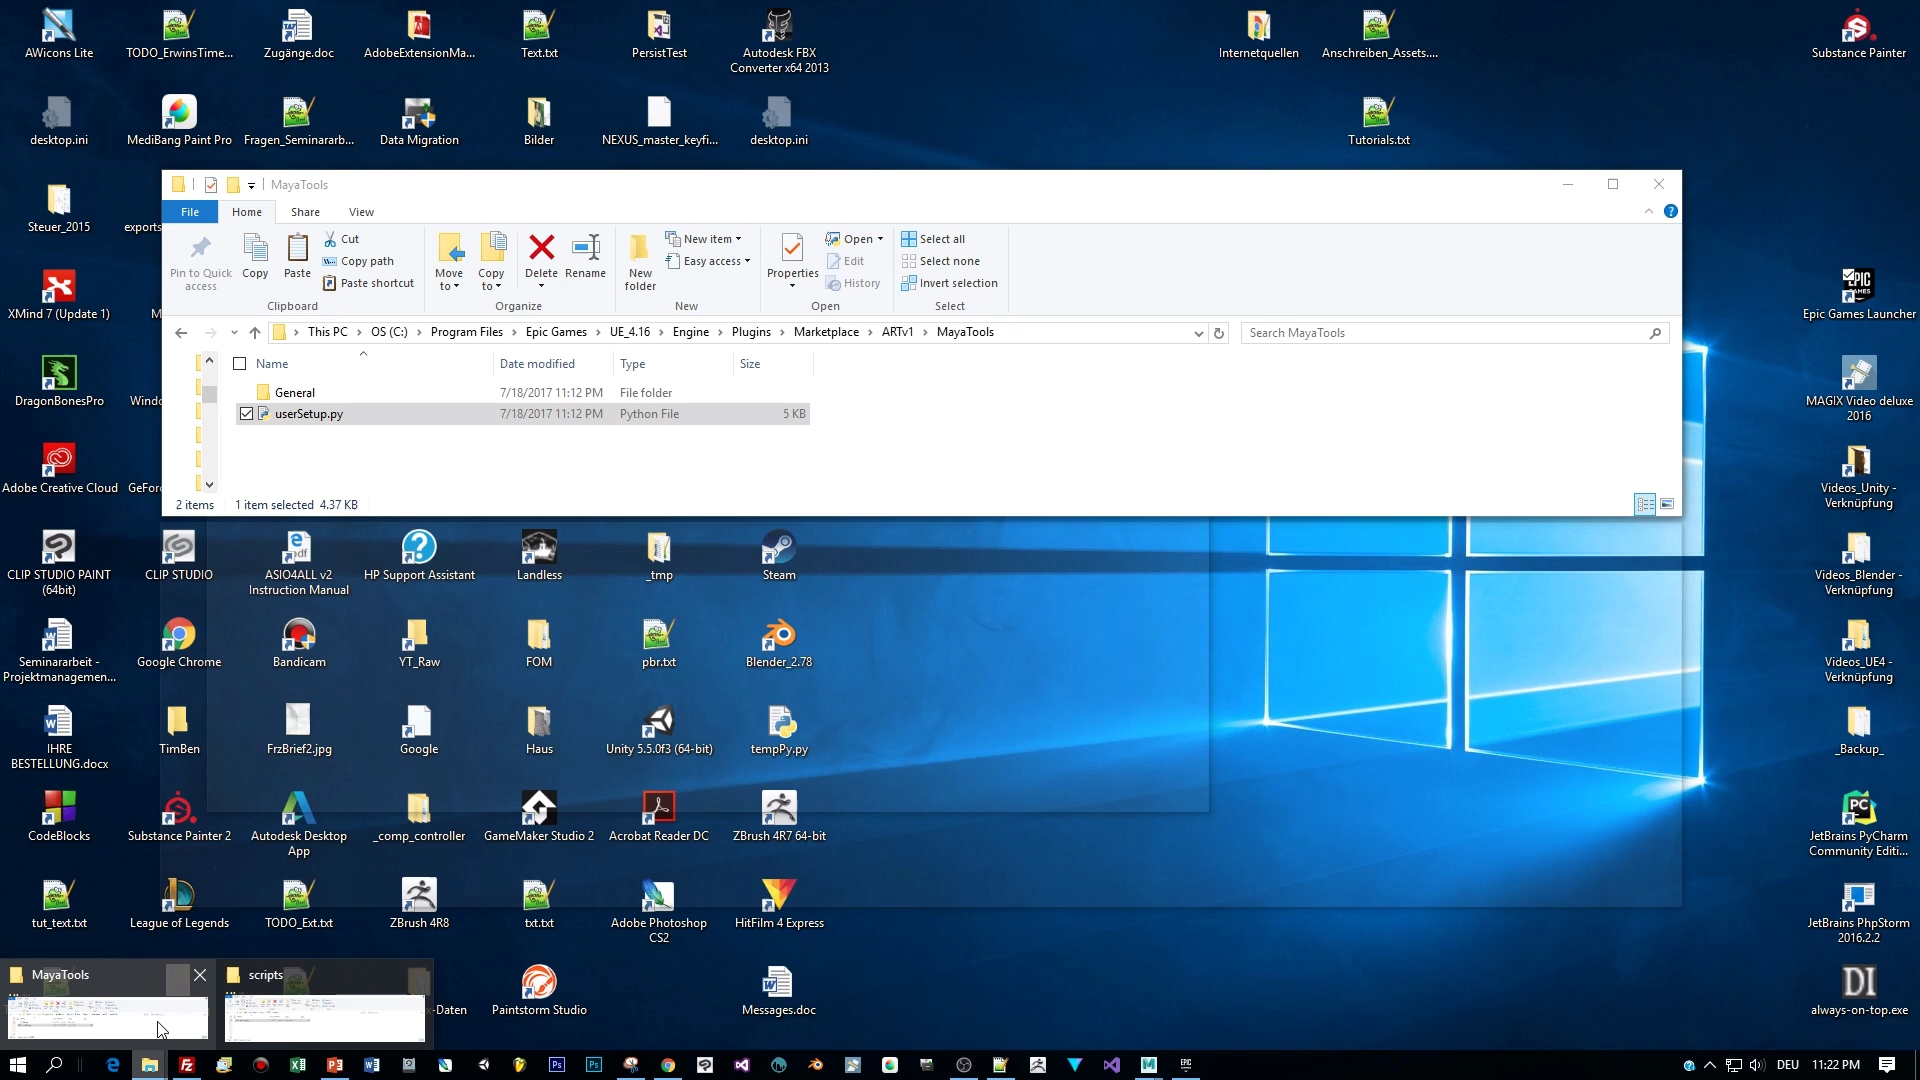 AWicons Lite
TODO_ErwinsTime...
Zugänge.doc
AdobeExtensionMa...
Text.txt
PersistTest
Autodesk FBX
Converter x64 2013
Internetquellen
Anschreiben_Assets....
Substance Painter
desktop.ini
MediBang Paint Pro
Fragen_Seminararb...
Data Migration
Bilder
NEXUS_master_keyfi...
desktop.ini
Tutorials.txt
MayaTools
File
Home
Share
View
Steuer_2015
exports
Pin to Quick
access
Copy
Paste
Cut
Copy path
Paste shortcut
Clipboard
Move
to
Copy
to
Delete
Rename
Organize
New
folder
New item
Easy access
New
Properties
Open
Edit
History
Open
Select all
Select none
Invert selection
Select
XMind 7 (Update 1)
M
Epic Games Launcher
This PC
OS (C:)
Program Files
Epic Games
UE_4.16
Engine
Plugins
Marketplace
ARTv1
MayaTools
Search MayaTools
Name
Date modified
Type
Size
General
7/18/2017 11:12 PM
File folder
userSetup.py
7/18/2017 11:12 PM
Python File
5 KB
DragonBonesPro
Windo
MAGIX Video deluxe
2016
Adobe Creative Cloud
GeForc
Videos_Unity -
Verknüpfung
2 items
1 item selected 4.37 KB
CLIP STUDIO PAINT
(64bit)
CLIP STUDIO
ASIO4ALL v2
Instruction Manual
HP Support Assistant
Landless
_tmp
Steam
Videos_Blender -
Verknüpfung
Seminararbeit -
Projektmanagemen...
Google Chrome
Bandicam
YT_Raw
FOM
pbr.txt
Blender_2.78
Videos_UE4 -
Verknüpfung
IHRE
BESTELLUNG.docx
TimBen
FrzBrief2.jpg
Google
Haus
Unity 5.5.0f3 (64-bit)
tempPy.py
_Backup_
CodeBlocks
Substance Painter 2
Autodesk Desktop
App
_comp_controller
GameMaker Studio 2
Acrobat Reader DC
ZBrush 4R7 64-bit
JetBrains PyCharm
Community Editi...
tut_text.txt
League of Legends
TODO_Ext.txt
ZBrush 4R8
txt.txt
Adobe Photoshop
CS2
HitFilm 4 Express
JetBrains PhpStorm
2016.2.2
MayaTools
scripts
x-Daten
Paintstorm Studio
Messages.doc
always-on-top.exe
DEU
11:22 PM